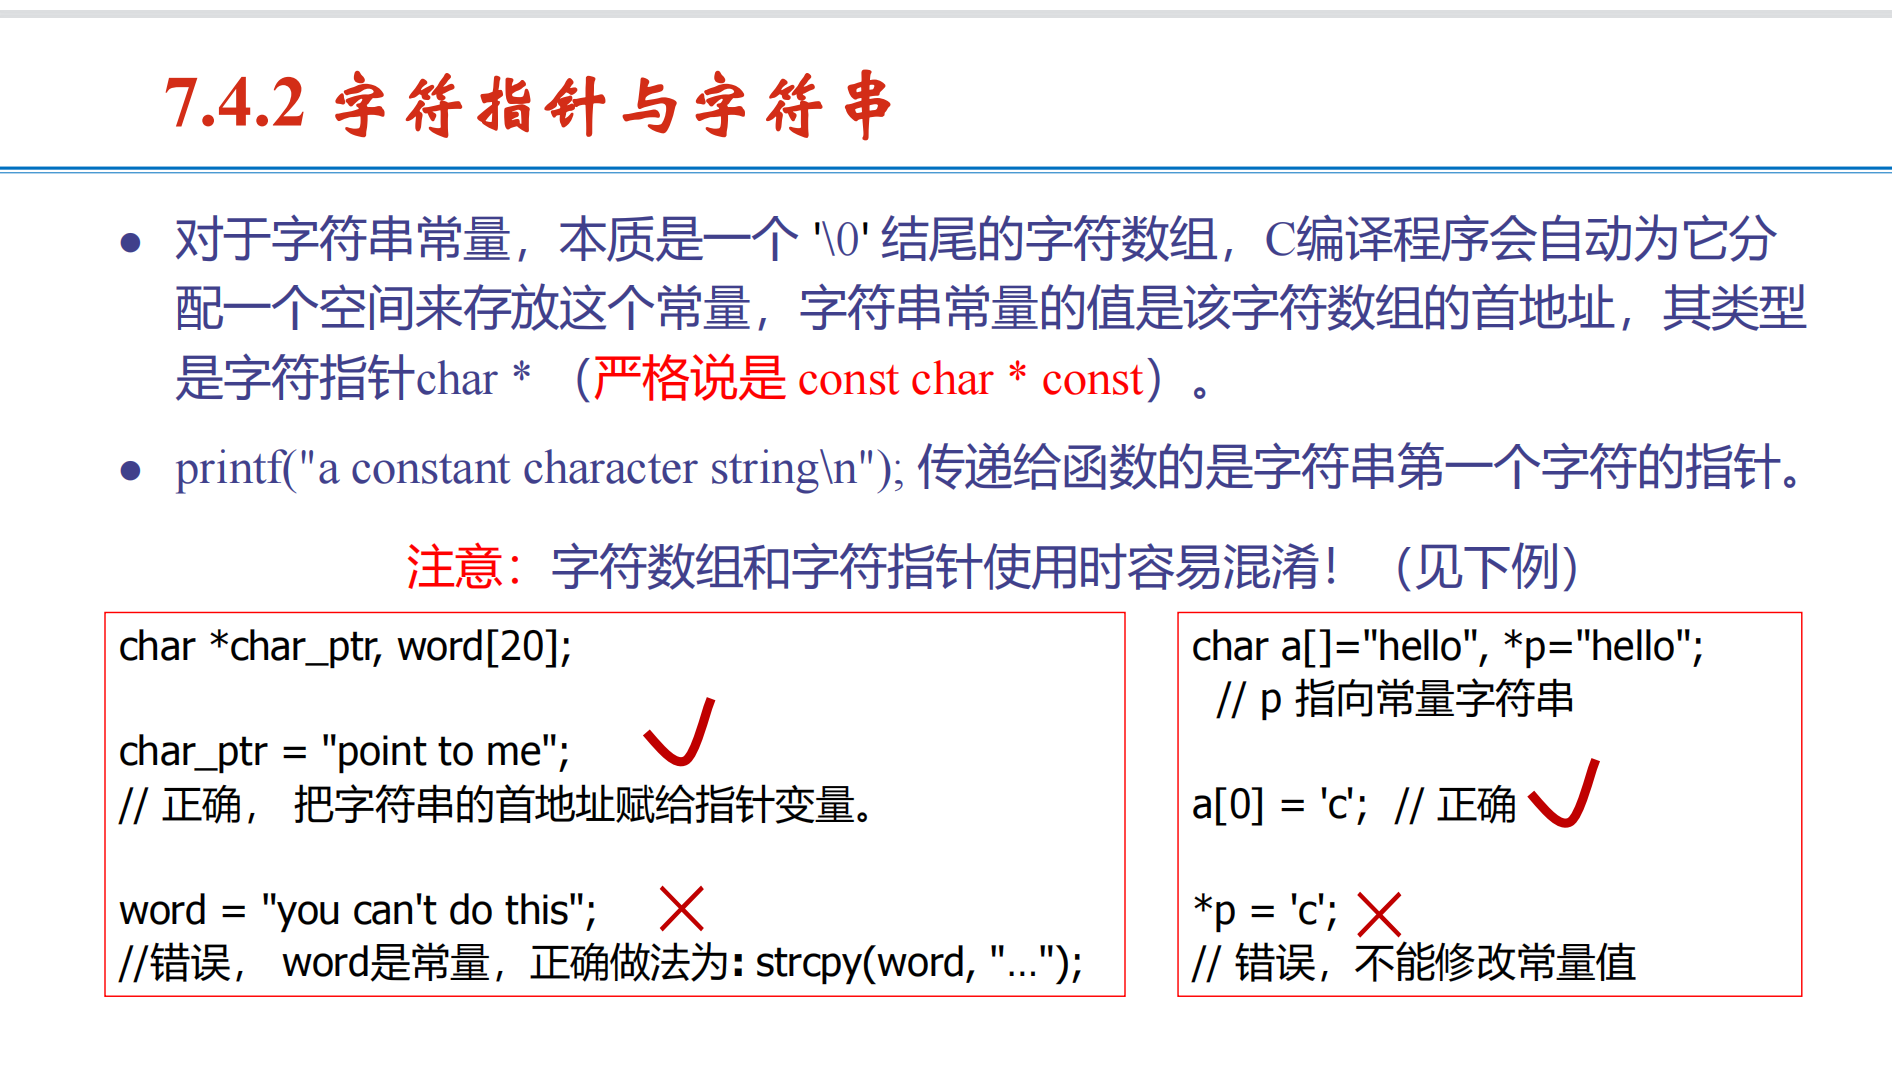 7.4.2 字符指针与字符串
● 对于字符串常量，本质是一个 '\0' 结尾的字符数组，C编译程序会自动为它分
配一个空间来存放这个常量，字符串常量的值是该字符数组的首地址，其类型
是字符指针char * （严格说是 const char * const）。
● printf("a constant character string\n"); 传递给函数的是字符串第一个字符的指针。
注意：字符数组和字符指针使用时容易混淆！（见下例）
char *char_ptr, word[20];
char_ptr = "point to me";
// 正确， 把字符串的首地址赋给指针变量。
word = "you can't do this";
//错误， word是常量，正确做法为: strcpy(word, "...");
char a[]="hello", *p="hello";
// p 指向常量字符串
a[0] = 'c'; // 正确
*p = 'c';
// 错误，不能修改常量值